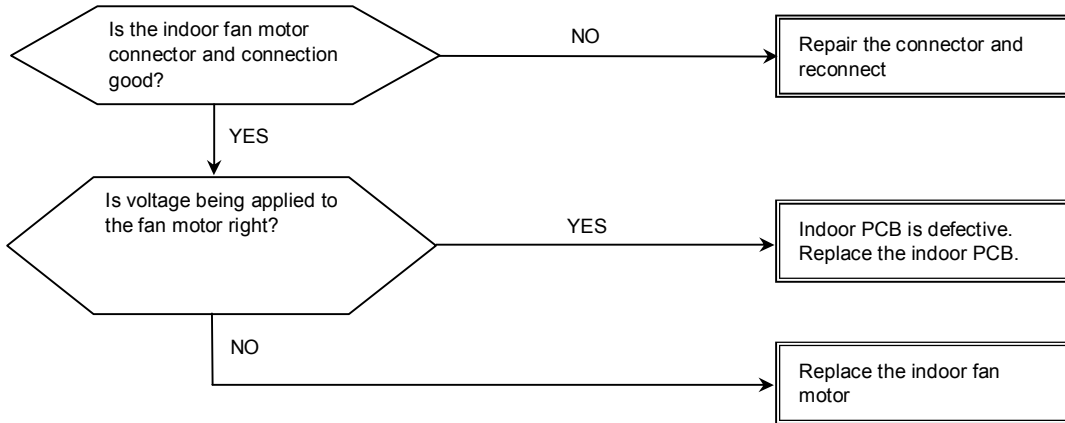 Is the indoor fan motor
connector and connection
good?
NO
Repair the connector and
reconnect
YES
Is voltage being applied to
the fan motor right?
YES
Indoor PCB is defective.
Replace the indoor PCB.
NO
Replace the indoor fan
motor